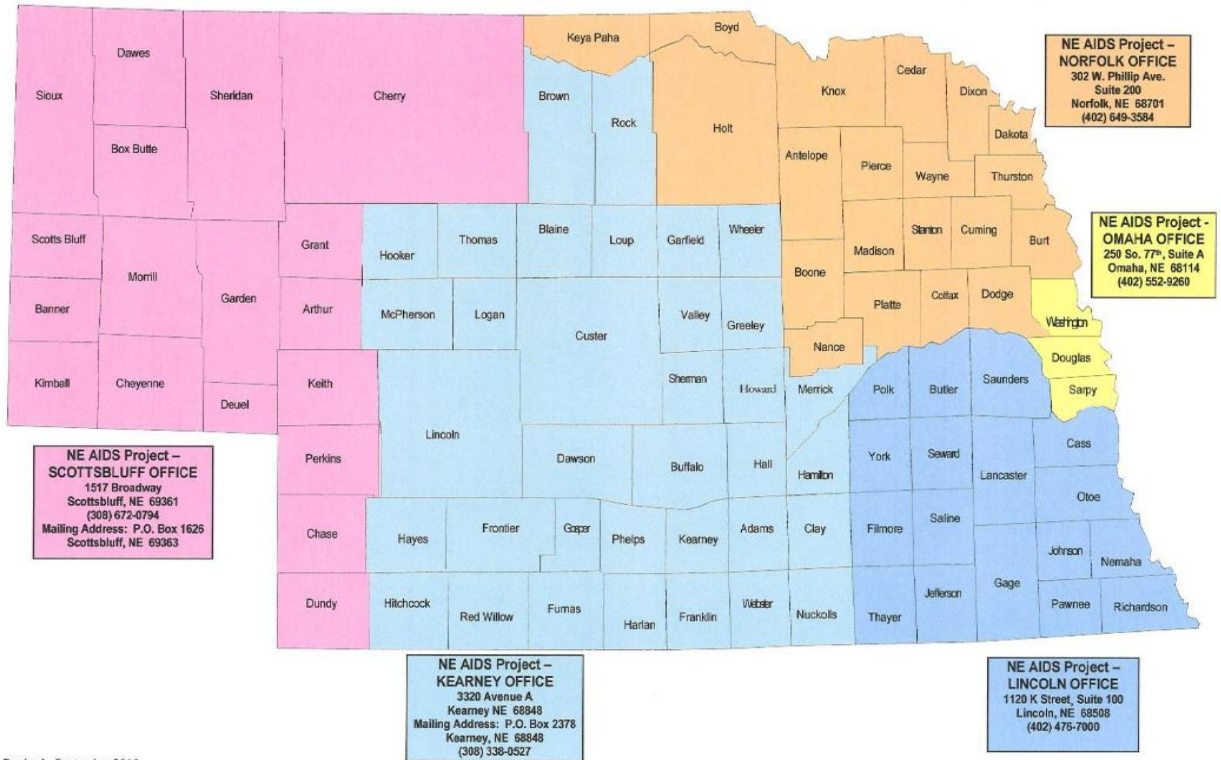 Keya Paha
Boyd
Dawes
Sioux
Sheridan
Cherry
Brown
Rock
Holt
Knox
Cedar
Dixon
Dakota
Box Butte
Antelope
Pierce
Wayne
Thurston
Scotts Bluff
Morrill
Garden
Grant
Hooker
Thomas
Blaine
Loup
Garfield
Wheeler
Boone
Madison
Stanton
Cuming
Burt
Banner
Arthur
McPherson
Logan
Custer
Valley
Greeley
Platte
Colfax
Dodge
Washington
Nance
Douglas
Kimball
Cheyenne
Deuel
Keith
Lincoln
Sherman
Howard
Merrick
Polk
Butler
Saunders
Sarpy
Perkins
Dawson
Buffalo
Hall
Hamilton
York
Seward
Lancaster
Cass
Otoe
Chase
Hayes
Frontier
Gosper
Phelps
Kearney
Adams
Clay
Filmore
Saline
Johnson
Nemaha
Dundy
Hitchcock
Red Willow
Furnas
Harlan
Franklin
Webster
Nuckolls
Thayer
Jefferson
Gage
Pawnee
Richardson
NE AIDS Project –
NORFOLK OFFICE
302 W. Phillip Ave.
Suite 200
Norfolk, NE 68701
(402) 649-3584
NE AIDS Project -
OMAHA OFFICE
250 So. 77th, Suite A
Omaha, NE 68114
(402) 552-9260
NE AIDS Project –
SCOTTSBLUFF OFFICE
1517 Broadway
Scottsbluff, NE 69361
(308) 672-0794
Mailing Address: P.O. Box 1626
Scottsbluff, NE 69363
NE AIDS Project –
KEARNEY OFFICE
3320 Avenue A
Kearney NE 68848
Mailing Address: P.O. Box 2378
Kearney, NE 68848
(308) 338-0527
NE AIDS Project –
LINCOLN OFFICE
1120 K Street, Suite 100
Lincoln, NE 68508
(402) 476-7000